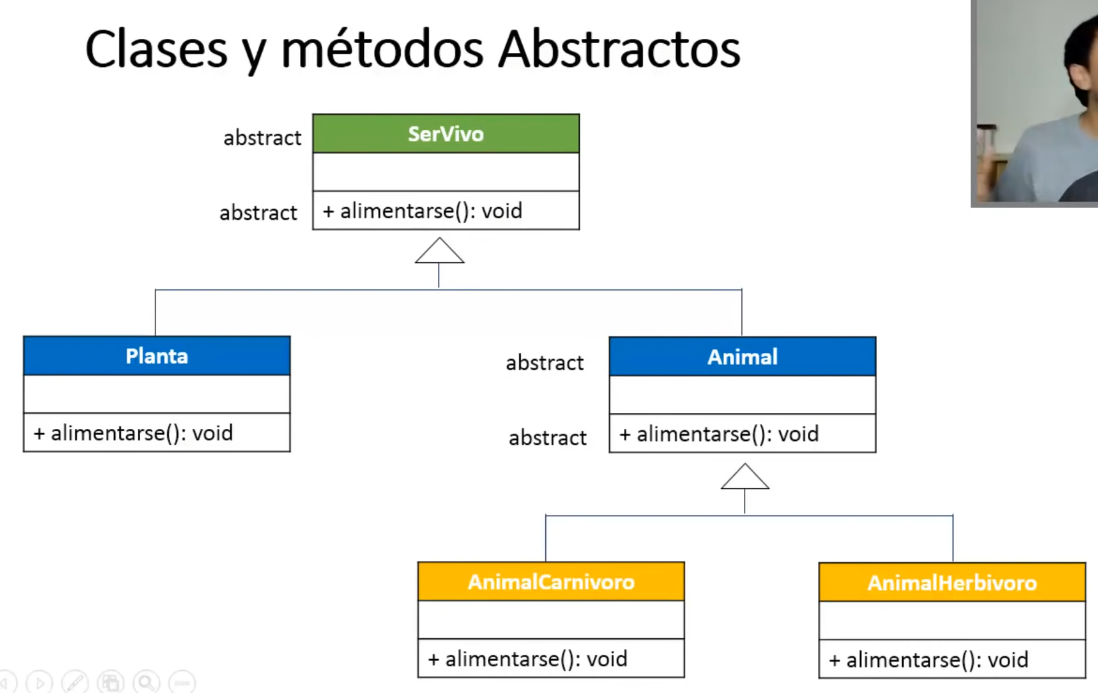 Clases y métodos Abstractos
abstract
SerVivo
abstract
+ alimentarse(): void
Planta
+ alimentarse(): void
abstract
Animal
abstract
+ alimentarse(): void
AnimalCarnivoro
+ alimentarse(): void
AnimalHerbivoro
+ alimentarse(): void